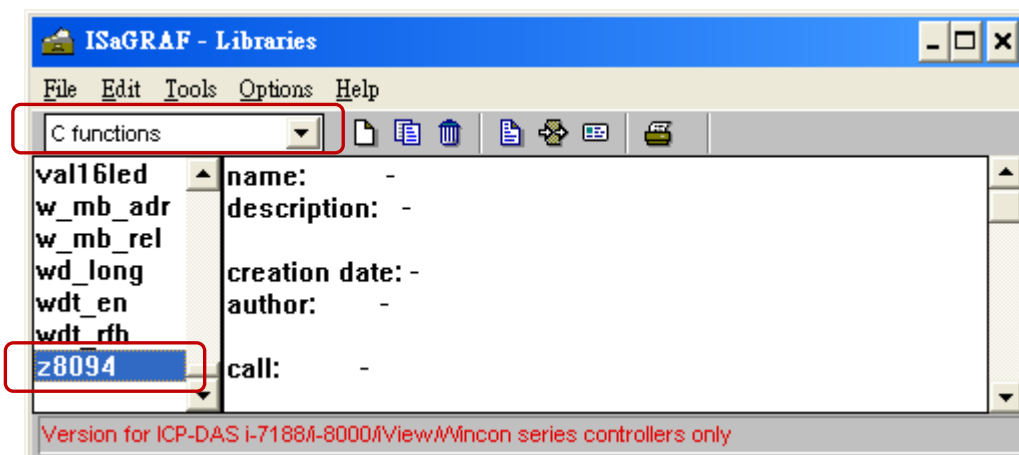 ISaGRAF - Libraries
File Edit Tools Options Help
C functions
val16led
w_mb_adr
w_mb_rel
wd_long
wdt_en
wdt_rfh
z8094
name: -
description: -
creation date: -
author: -
call: -
Version for ICP-DAS i-7188/i-8000/iView/Wincon series controllers only